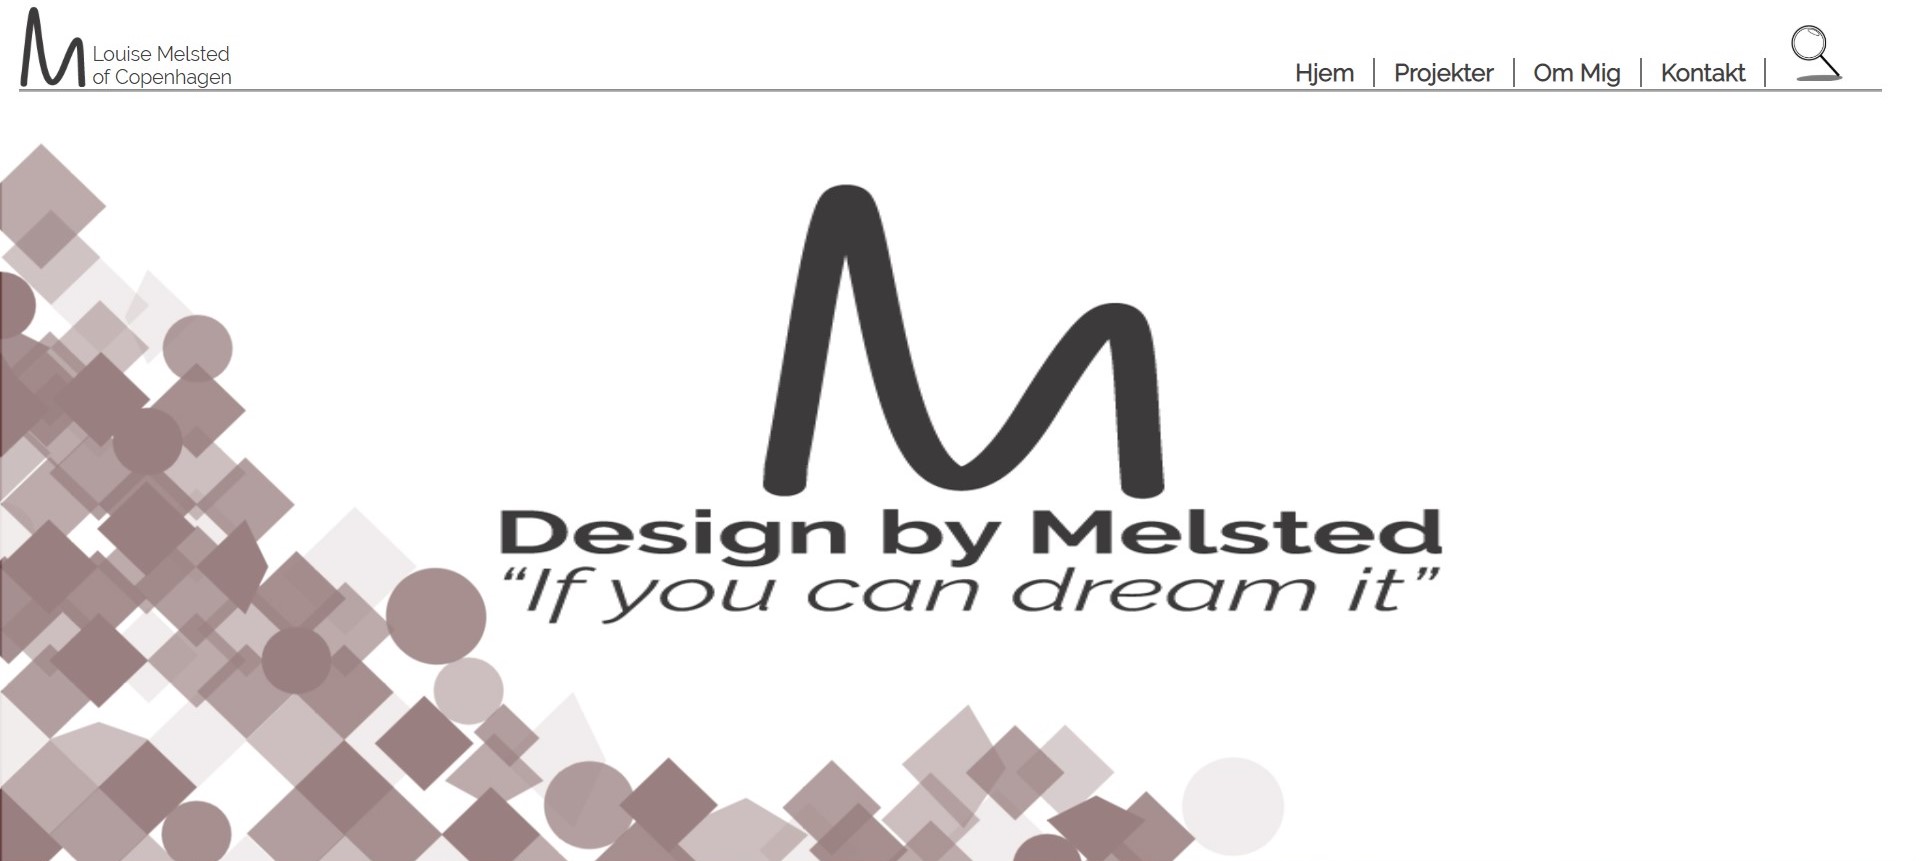 Louise Melsted
of Copenhagen
Hjem
Projekter
Om Mig
Kontakt
Design by Melsted
“If you can dream it”